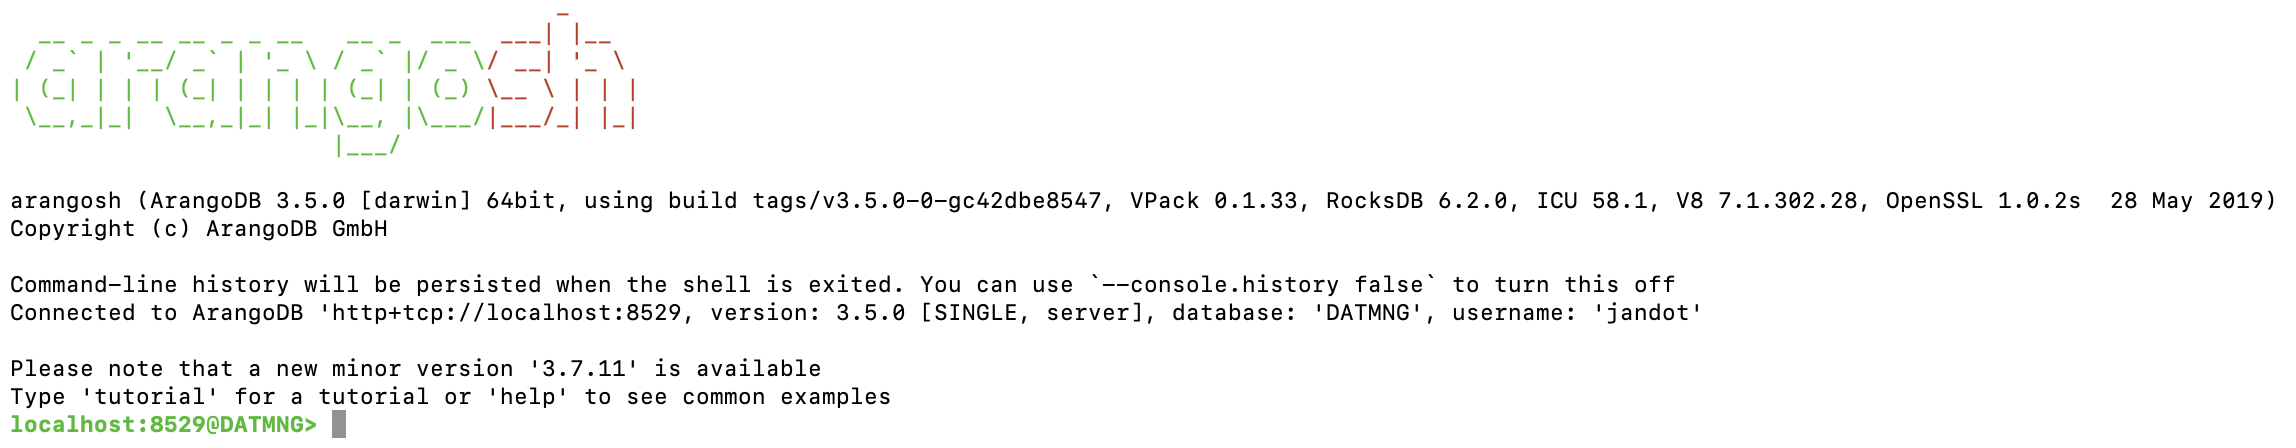 arangosh
arangosh (ArangoDB 3.5.0 [darwin] 64bit, using build tags/v3.5.0-0-gc42dbe8547, VPack 0.1.33, RocksDB 6.2.0, ICU 58.1, V8 7.1.302.28, OpenSSL 1.0.2s  28 May 2019)
Copyright (c) ArangoDB GmbH
Command-line history will be persisted when the shell is exited. You can use `--console.history false` to turn this off
Connected to ArangoDB 'http+tcp://localhost:8529, version: 3.5.0 [SINGLE, server], database: 'DATMNG', username: 'jandot'
Please note that a new minor version '3.7.11' is available
Type 'tutorial' for a tutorial or 'help' to see common examples
localhost:8529@DATMNG>